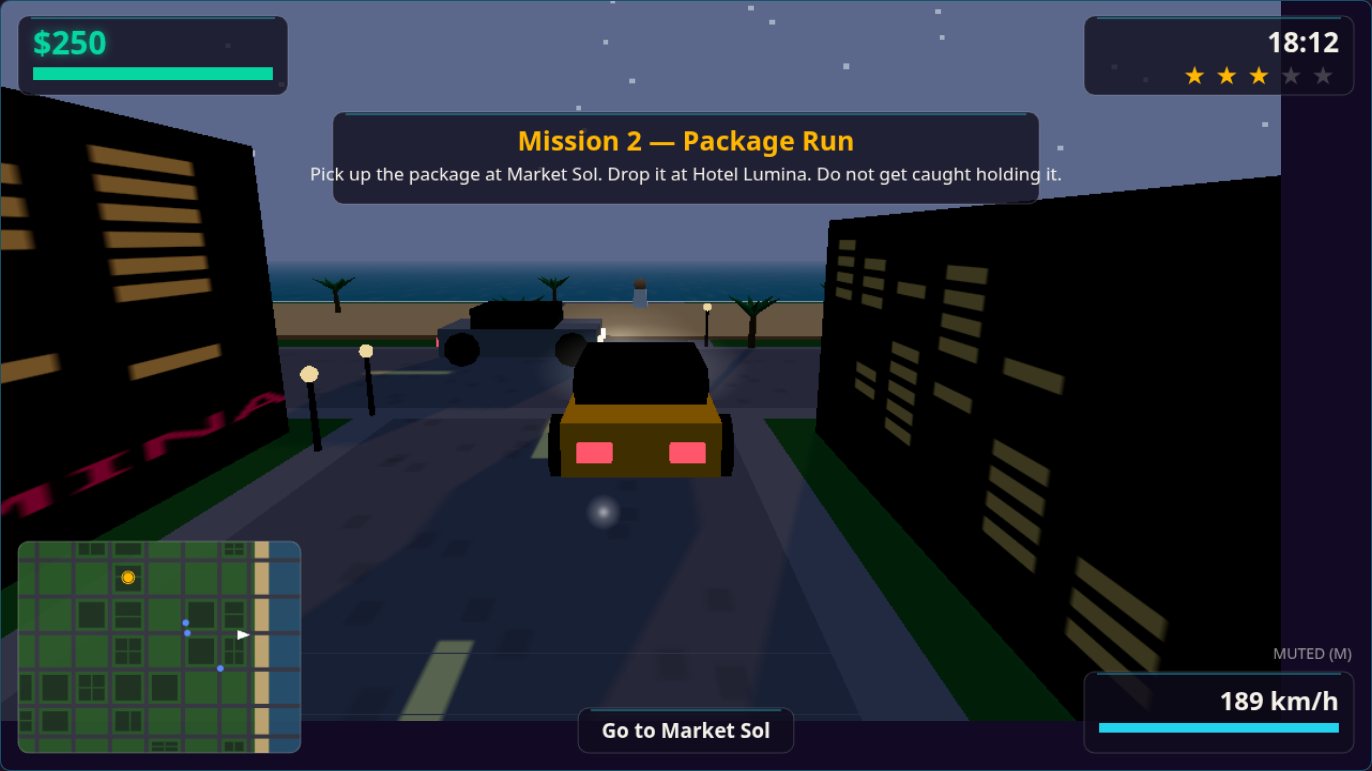 $250
18:12
Mission 2 — Package Run
Pick up the package at Market Sol. Drop it at Hotel Lumina. Do not get caught holding it.
INA
MUTED (M)
189 km/h
Go to Market Sol